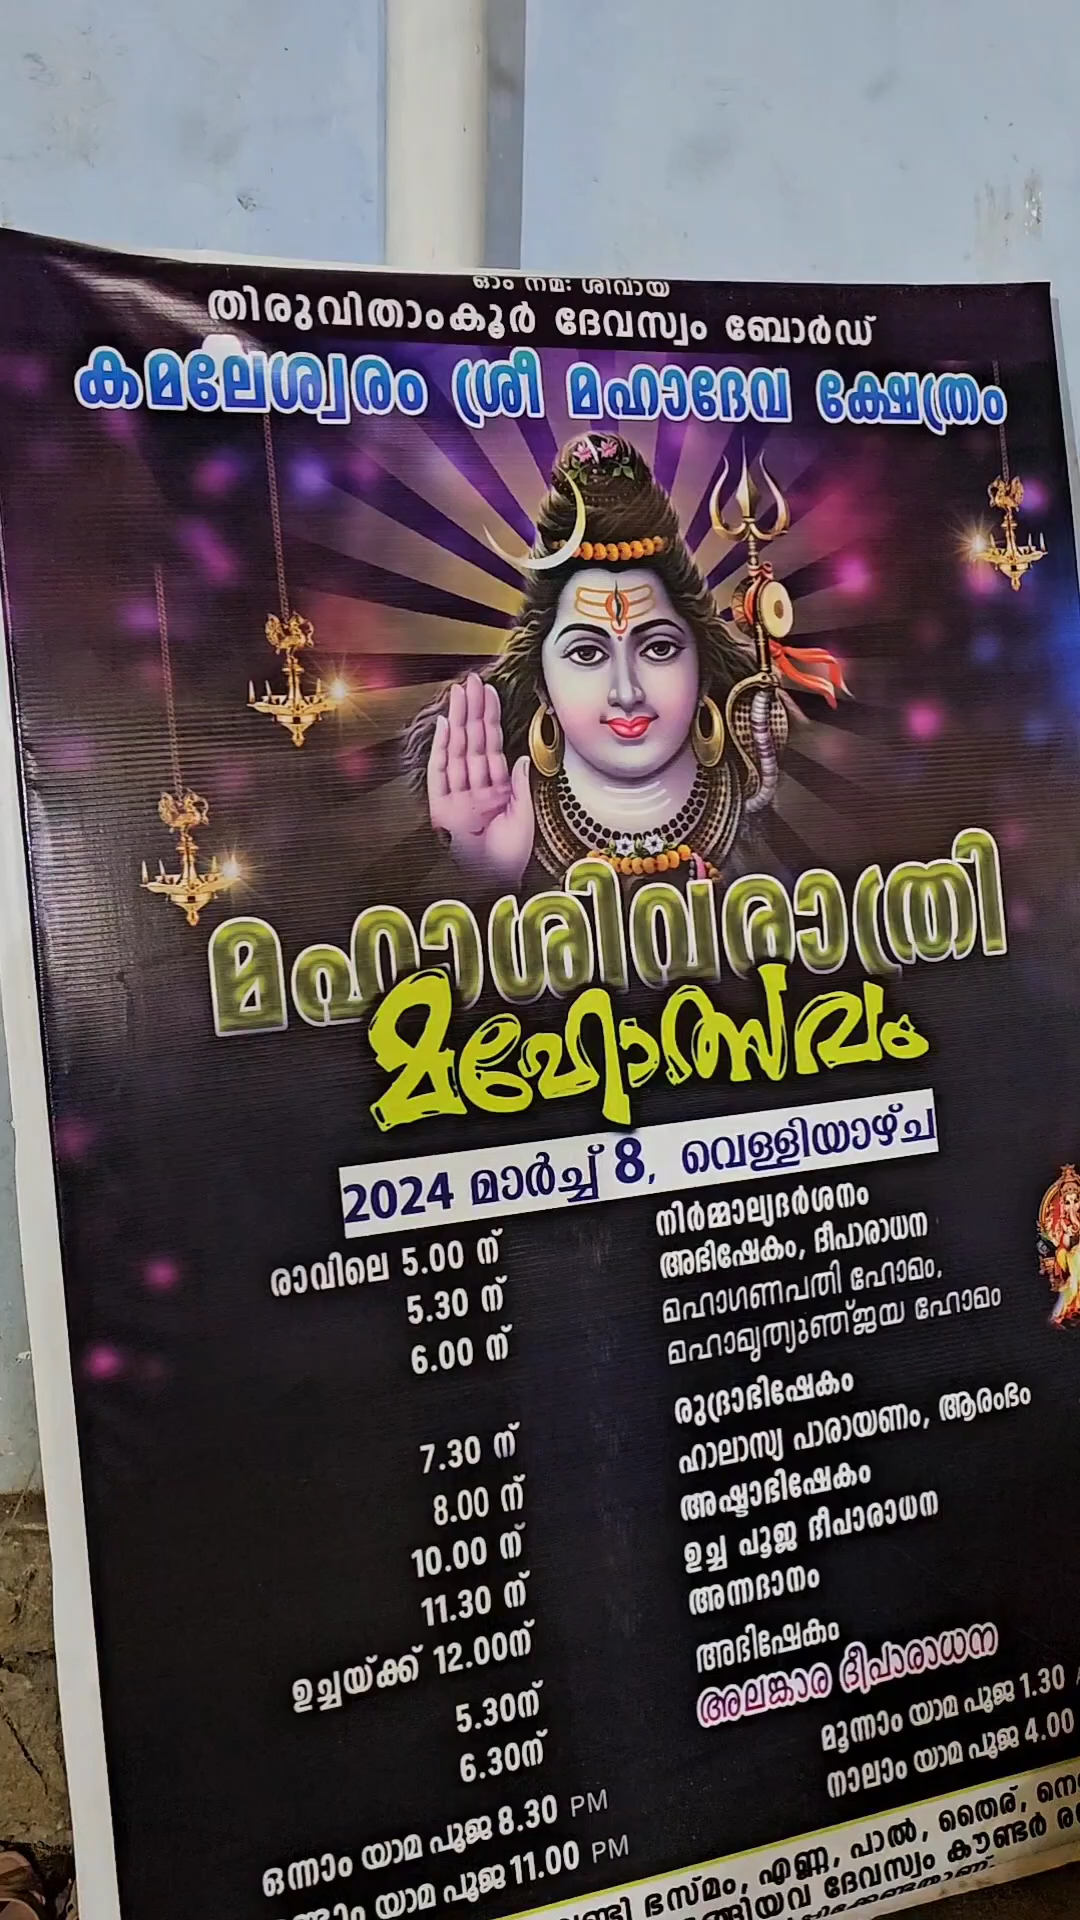 ഓം നമഃ ശിവായ
തിരുവിതാംകൂർ ദേവസ്വം ബോർഡ്
കമലേശ്വരം ശ്രീ മഹാദേവ ക്ഷേത്രം
മഹാശിവരാത്രി
മഹോത്സവം
2024 മാർച്ച് 8, വെള്ളിയാഴ്ച
രാവിലെ 5.00 ന് നിർമ്മാല്യദർശനം
5.30 ന് അഭിഷേകം, ദീപാരാധന
6.00 ന് മഹാഗണപതി ഹോമം,
മഹാമൃത്യുഞ്ജയ ഹോമം
7.30 ന് രുദ്രാഭിഷേകം
8.00 ന് ഹാലാസ്യ പാരായണം, ആരംഭം
10.00 ന് അഷ്ടാഭിഷേകം
11.30 ന് ഉച്ച പൂജ ദീപാരാധന
ഉച്ചയ്ക്ക് 12.00ന് അന്നദാനം
5.30ന് അഭിഷേകം
6.30ന് അലങ്കാര ദീപാരാധന
ഒന്നാം യാമ പൂജ 8.30 PM മൂന്നാം യാമ പൂജ 1.30
യാമ പൂജ 11.00 PM നാലാം യാമ പൂജ 4.00
ഭസ്മം, എണ്ണ, പാൽ, തൈര്,
ദേവസ്വം കൗണ്ടർ